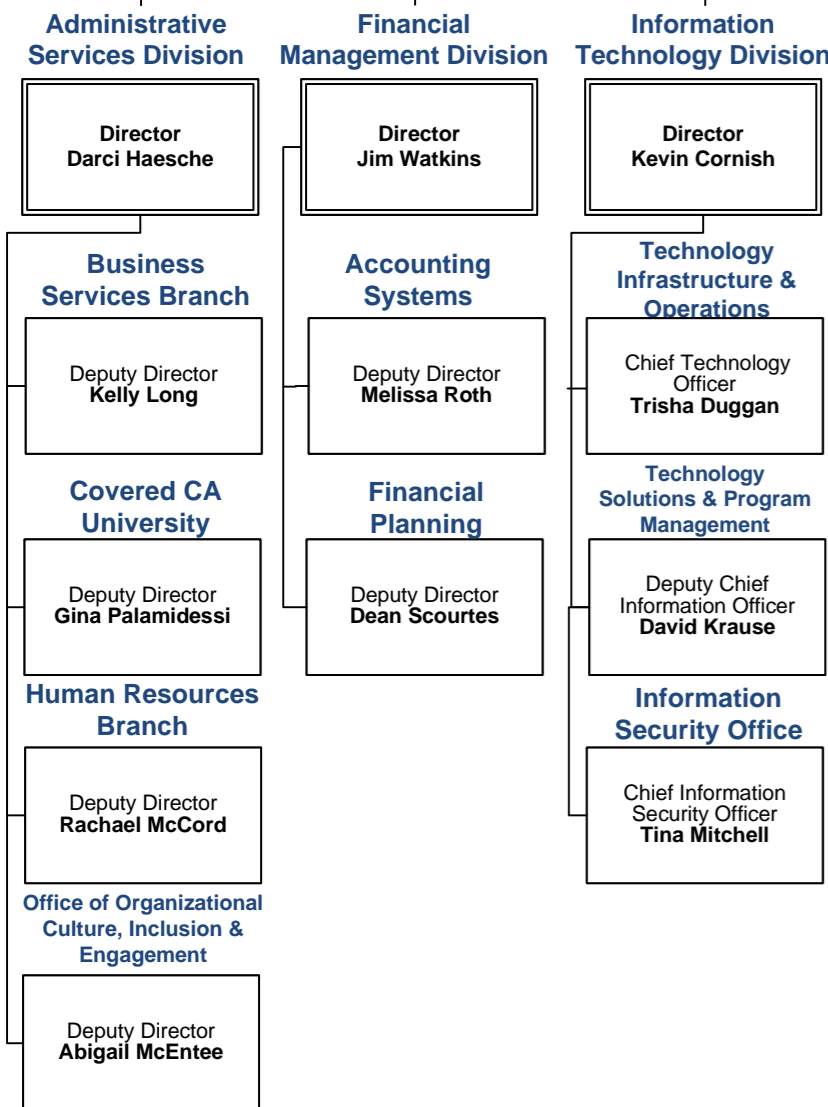 Administrative
Services Division
Director
Darci Haesche
Business
Services Branch
Deputy Director
Kelly Long
Covered CA
University
Deputy Director
Gina Palamidessi
Human Resources
Branch
Deputy Director
Rachael McCord
Office of Organizational
Culture, Inclusion &
Engagement
Deputy Director
Abigail McEntee
Financial
Management Division
Director
Jim Watkins
Accounting
Systems
Deputy Director
Melissa Roth
Financial
Planning
Deputy Director
Dean Scourtes
Information
Technology Division
Director
Kevin Cornish
Technology
Infrastructure &
Operations
Chief Technology
Officer
Trisha Duggan
Technology
Solutions & Program
Management
Deputy Chief
Information Officer
David Krause
Information
Security Office
Chief Information
Security Officer
Tina Mitchell